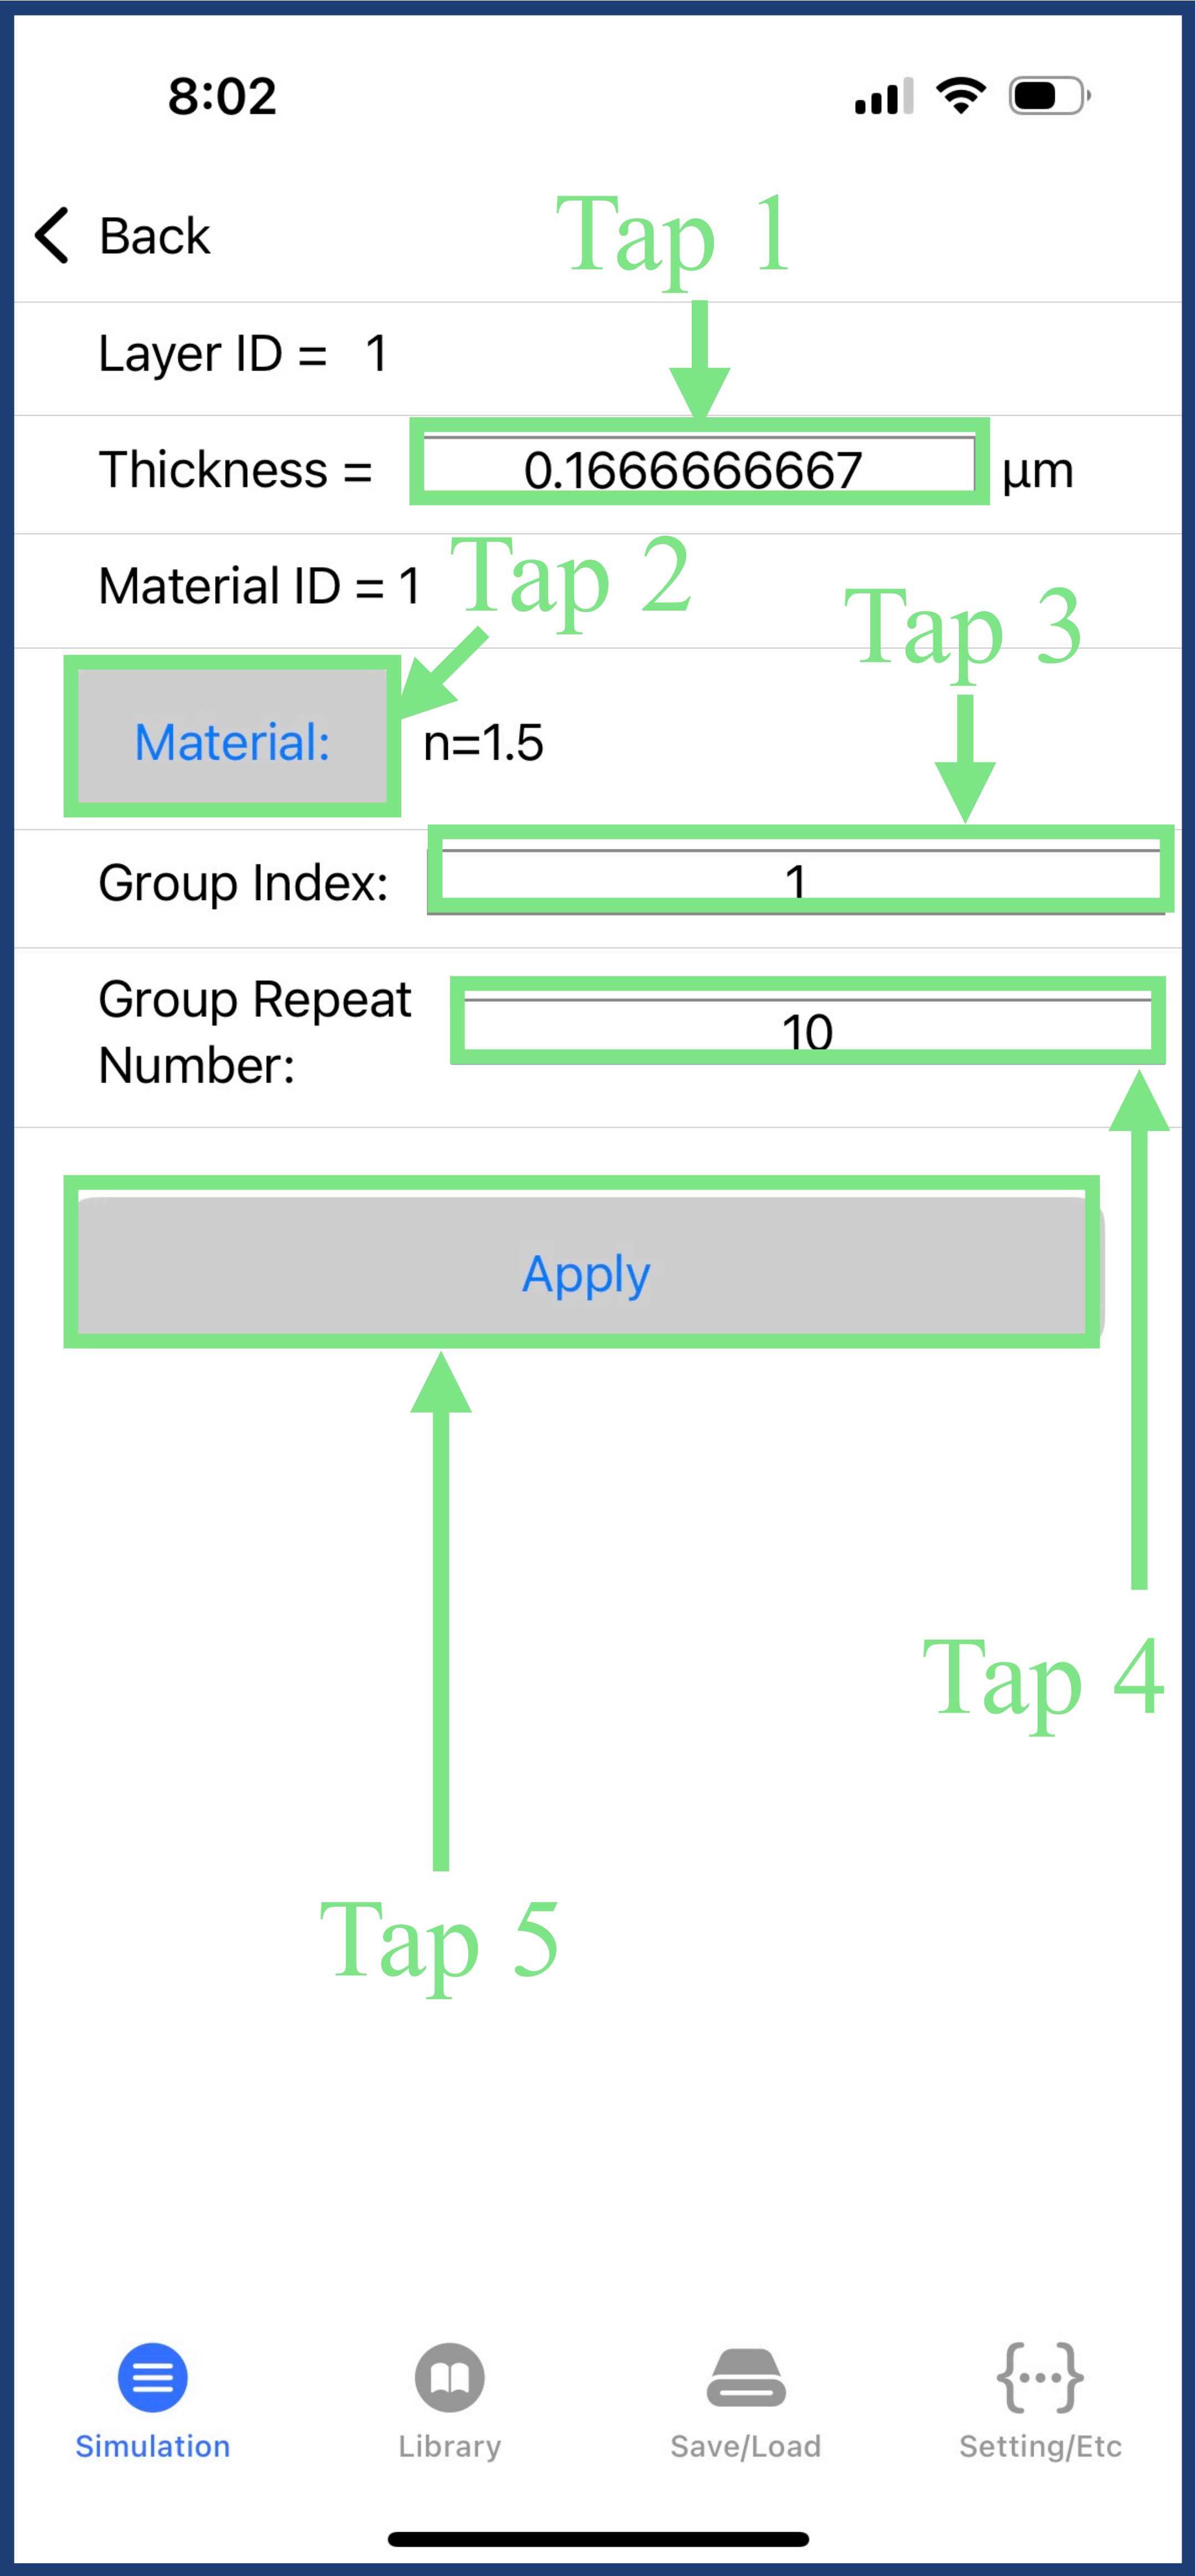 8:02
Back
Tap 1
Layer ID = 1
Thickness = 0.1666666667 μm
Material ID = 1
Tap 2
Tap 3
Material: n=1.5
Group Index: 1
Group Repeat
Number: 10
Apply
Tap 4
Tap 5
Simulation
Library
Save/Load
Setting/Etc